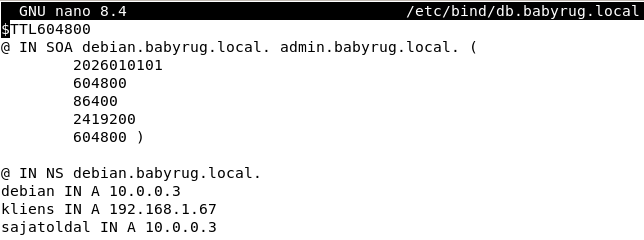 GNU nano 8.4 /etc/bind/db.babyrug.local
$TTL604800
@ IN SOA debian.babyrug.local. admin.babyrug.local. (
        2026010101
        604800
        86400
        2419200
        604800 )

@ IN NS debian.babyrug.local.
debian IN A 10.0.0.3
kliens IN A 192.168.1.67
sajatoldal IN A 10.0.0.3